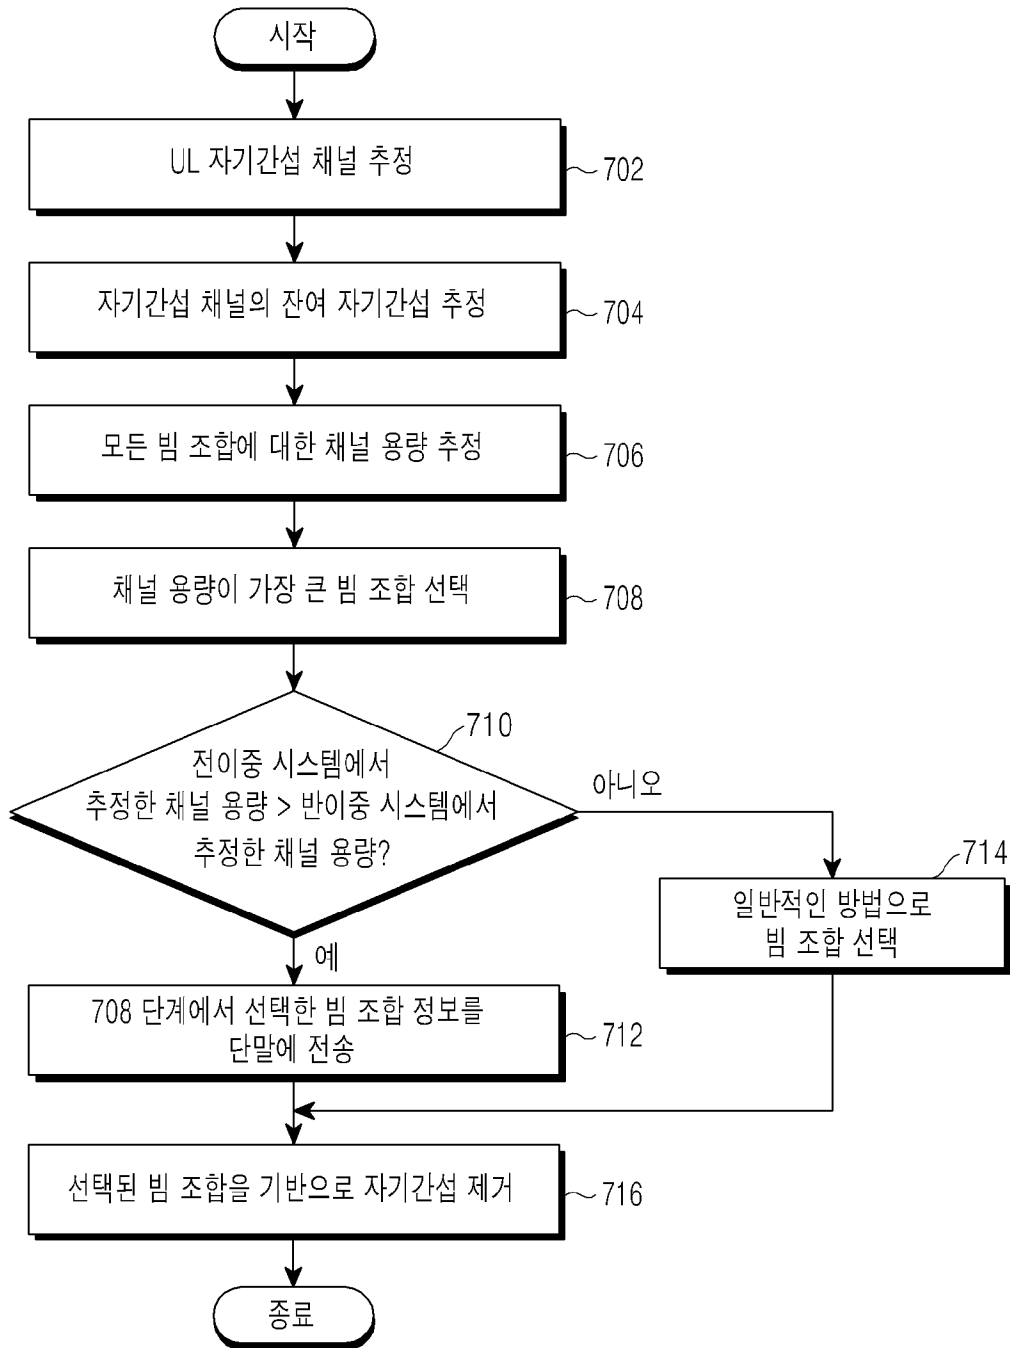 시작
UL 자기간섭 채널 추정
702
자기간섭 채널의 잔여 자기간섭 추정
704
모든 빔 조합에 대한 채널 용량 추정
706
채널 용량이 가장 큰 빔 조합 선택
708
710
전이중 시스템에서
추정한 채널 용량 > 반이중 시스템에서
추정한 채널 용량?
아니오
714
일반적인 방법으로
빔 조합 선택
예
708 단계에서 선택한 빔 조합 정보를
단말에 전송
712
선택된 빔 조합을 기반으로 자기간섭 제거
716
종료